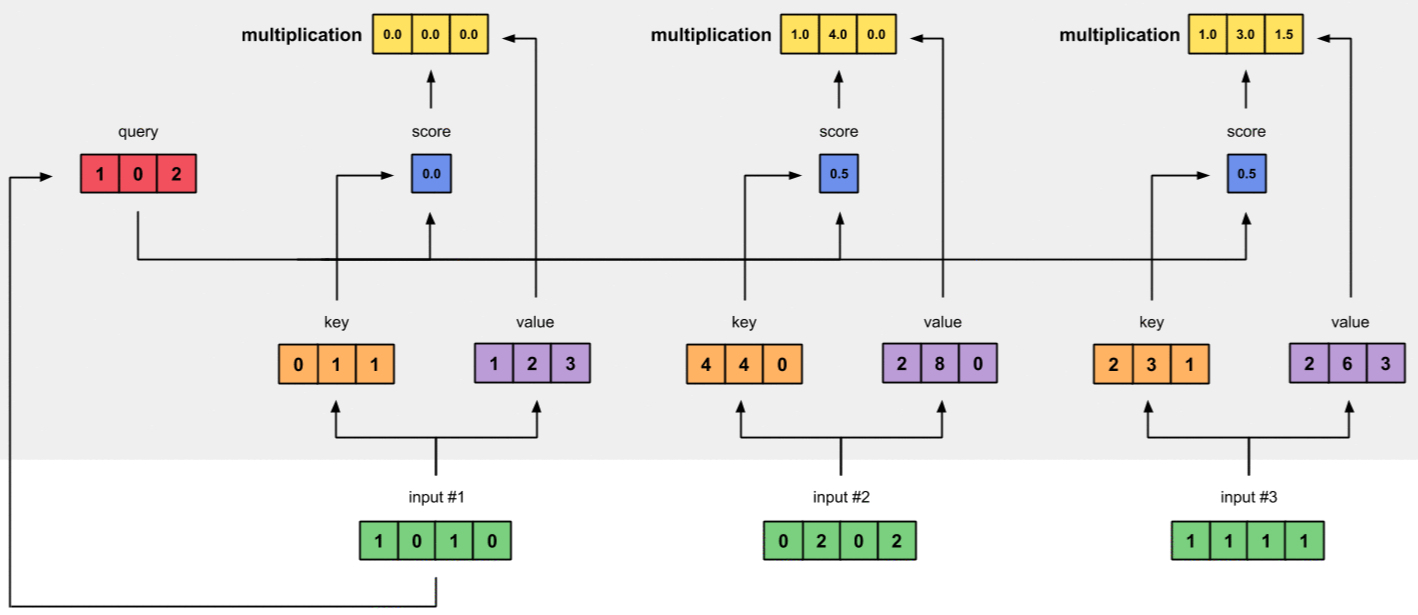 multiplication 0.0 0.0 0.0 multiplication 1.0 4.0 0.0 multiplication 1.0 3.0 1.5
query score score score
1 0 2 0.0 0.5 0.5
key value key value key value
0 1 1 1 2 3 4 4 0 2 8 0 2 3 1 2 6 3
input #1 input #2 input #3
1 0 1 0 0 2 0 2 1 1 1 1